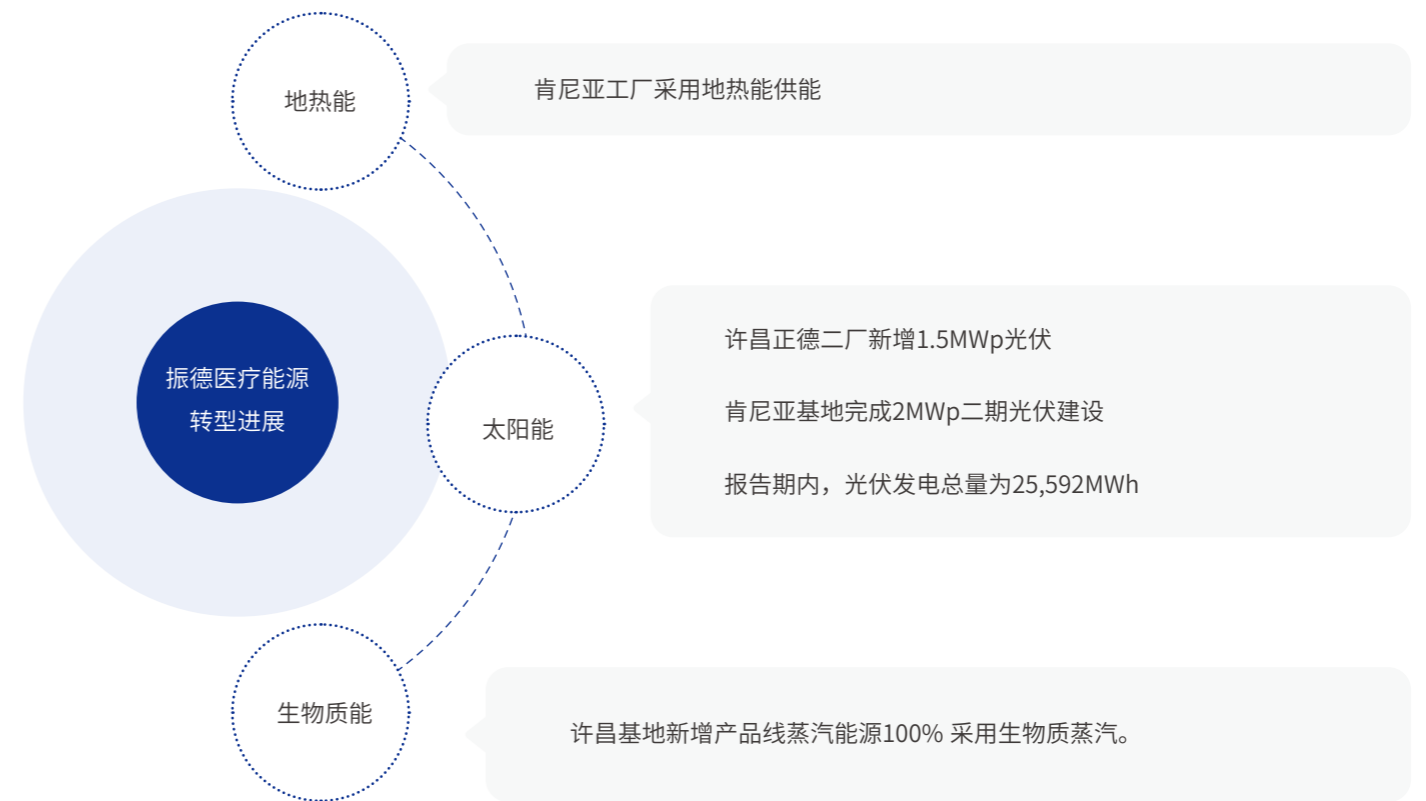 地热能
肯尼亚工厂采用地热能供能
振德医疗能源
转型进展
太阳能
许昌正德二厂新增1.5MWp光伏
肯尼亚基地完成2MWp二期光伏建设
报告期内，光伏发电总量为25,592MWh
生物质能
许昌基地新增产品线蒸汽能源100% 采用生物质蒸汽。